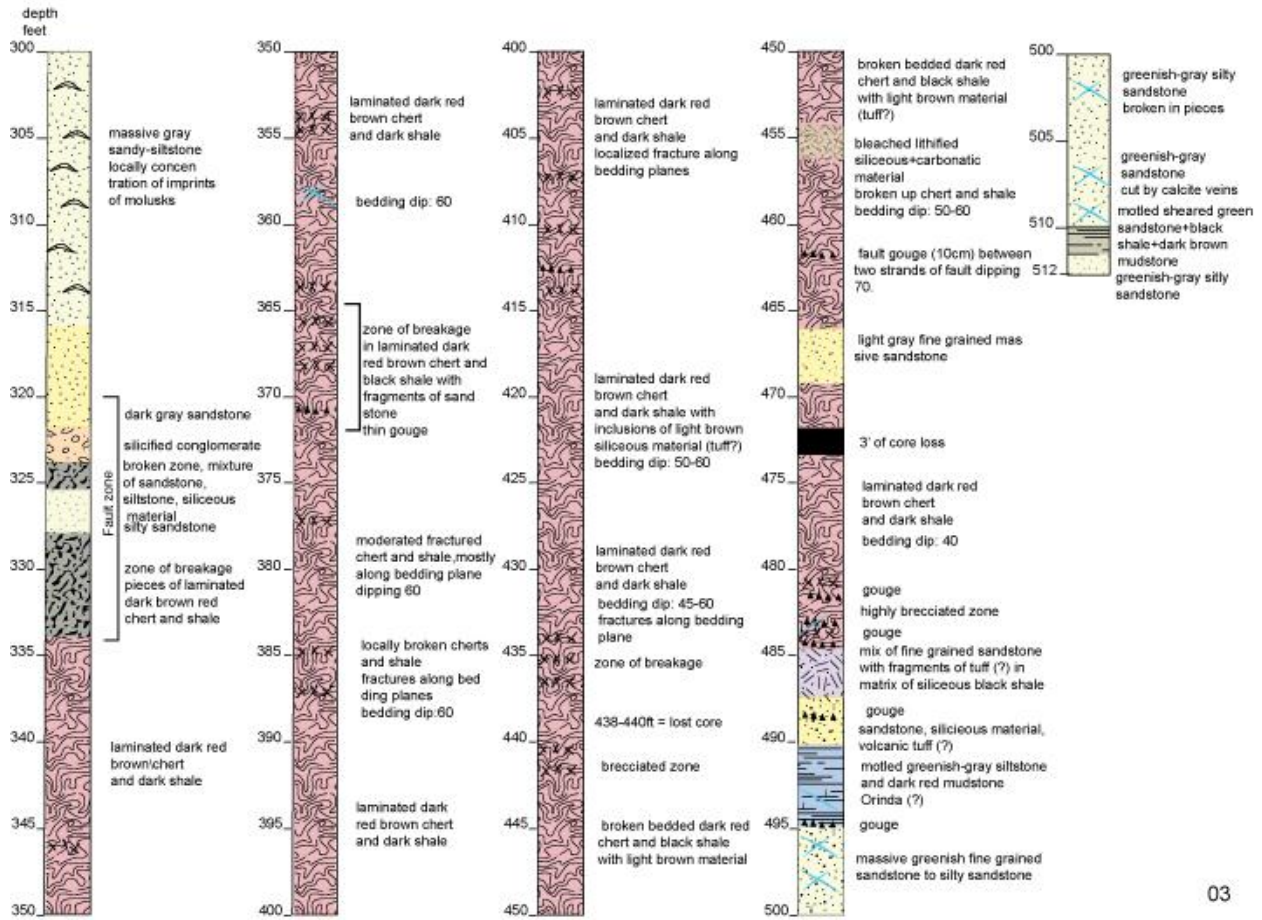 depth
feet
300
305
310
315
320
325
330
335
340
345
350
massive gray
sandy-siltstone
locally concen
tration of imprints
of molusks
Fault zone
dark gray sandstone
silicified conglomerate
broken zone, mixture
of sandstone,
siltstone, siliceous
material
silty sandstone
zone of breakage
pieces of laminated
dark brown red
chert and shale
laminated dark red
brown\chert
and dark shale
350
355
360
365
370
375
380
385
390
395
400
laminated dark red
brown chert
and dark shale
bedding dip: 60
zone of breakage
in laminated dark
red brown chert and
black shale with
fragments of sand
stone
thin gouge
moderated fractured
chert and shale,mostly
along bedding plane
dipping 60
locally broken cherts
and shale
fractures along bed
ding planes
bedding dip:60
laminated dark
red brown chert
and dark shale
400
405
410
415
420
425
430
435
440
445
450
laminated dark red
brown chert
and dark shale
localized fracture along
bedding planes
laminated dark red
brown chert
and dark shale with
inclusions of light brown
siliceous material (tuff?)
bedding dip: 50-60
laminated dark red
brown chert
and dark shale
bedding dip: 45-60
fractures along bedding
plane
zone of breakage
438-440ft = lost core
brecciated zone
broken bedded dark red
chert and black shale
with light brown material
450
455
460
465
470
475
480
485
490
495
500
broken bedded dark red
chert and black shale
with light brown material
(tuff?)
bleached lithified
siliceous+carbonatic
material
broken up chert and shale
bedding dip: 50-60
fault gouge (10cm) between
two strands of fault dipping
70.
light gray fine grained mas
sive sandstone
3' of core loss
laminated dark red
brown chert
and dark shale
bedding dip: 40
gouge
highly brecciated zone
gouge
mix of fine grained sandstone
with fragments of tuff (?) in
matrix of siliceous black shale
gouge
sandstone, silicieous material,
volcanic tuff (?)
motled greenish-gray siltstone
and dark red mudstone
Orinda (?)
gouge
massive greenish fine grained
sandstone to silty sandstone
500
505
510
512
greenish-gray silty
sandstone
broken in pieces
greenish-gray
sandstone
cut by calcite veins
motled sheared green
sandstone+black
shale+dark brown
mudstone
greenish-gray sitly
sandstone
03